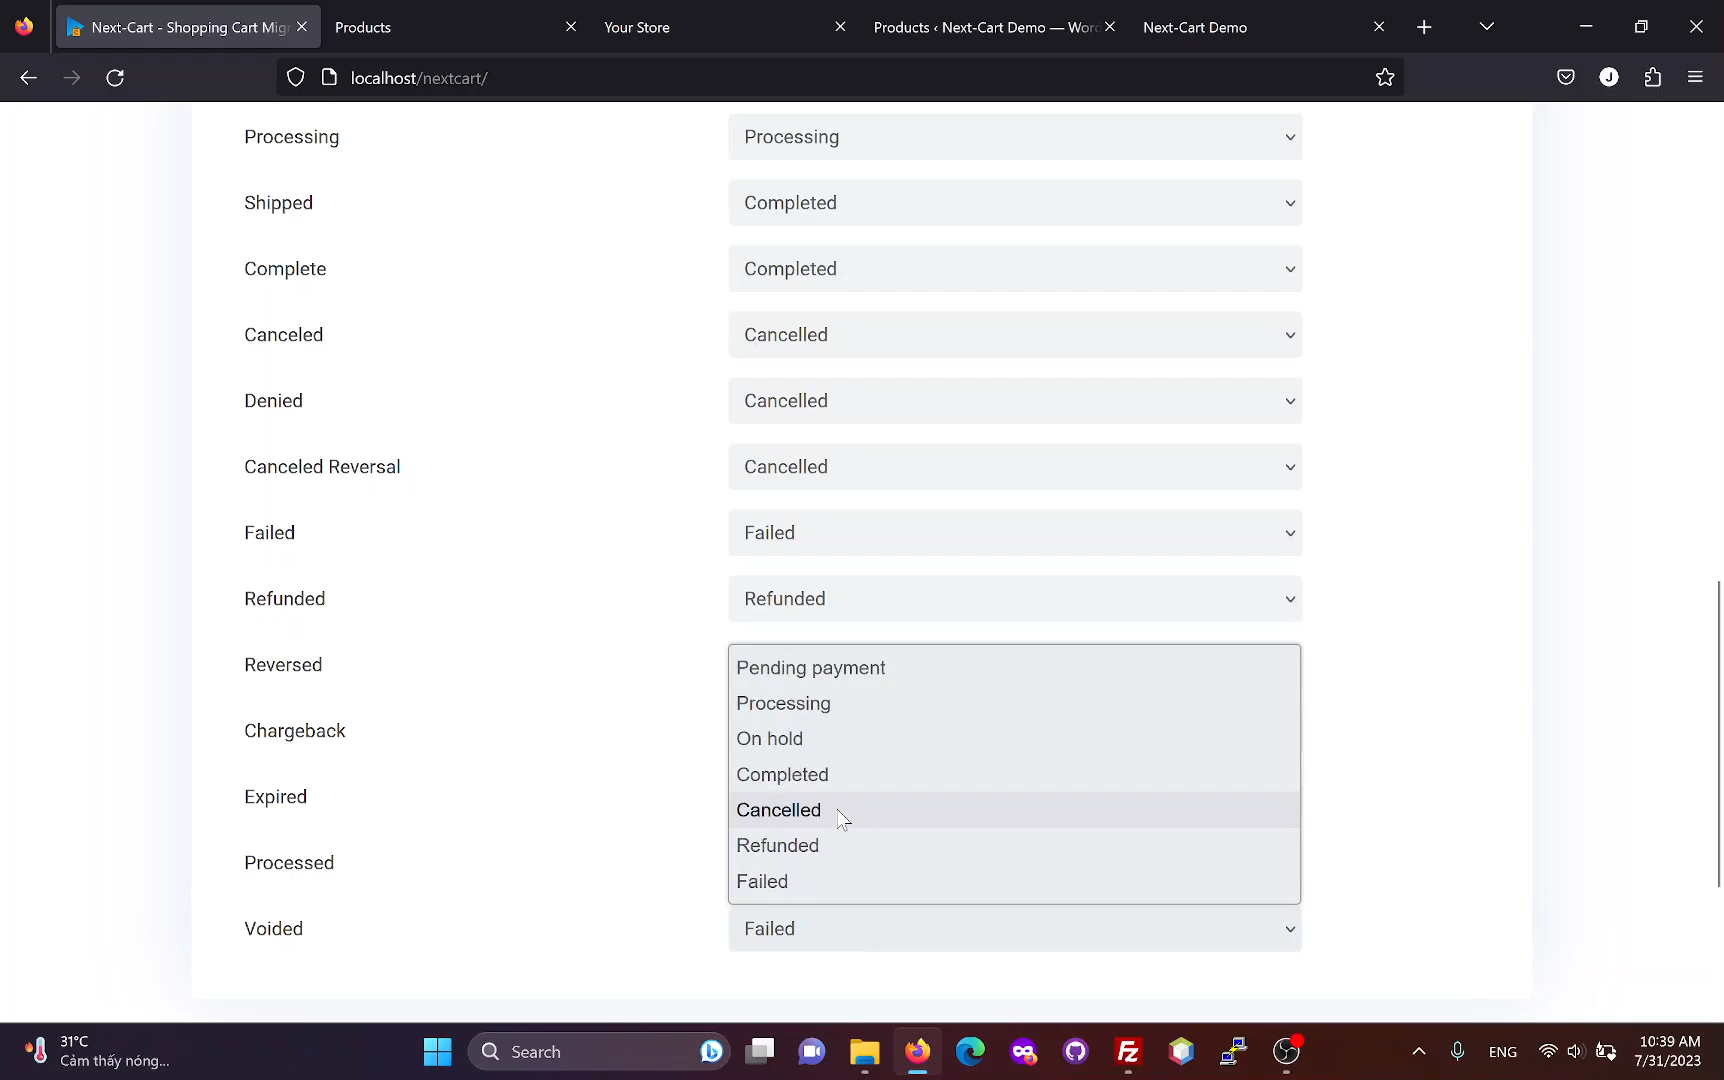 Next-Cart - Shopping Cart Migr
Products
Your Store
Products ‹ Next-Cart Demo — Word
Next-Cart Demo
localhost/nextcart/
J
Processing
Processing
Shipped
Completed
Complete
Completed
Canceled
Cancelled
Denied
Cancelled
Canceled Reversal
Cancelled
Failed
Failed
Refunded
Refunded
Reversed
Pending payment
Processing
Chargeback
On hold
Completed
Expired
Cancelled
Refunded
Processed
Failed
Voided
Failed
31°C
Cảm thấy nóng...
Search
Fz
ENG
10:39 AM
7/31/2023